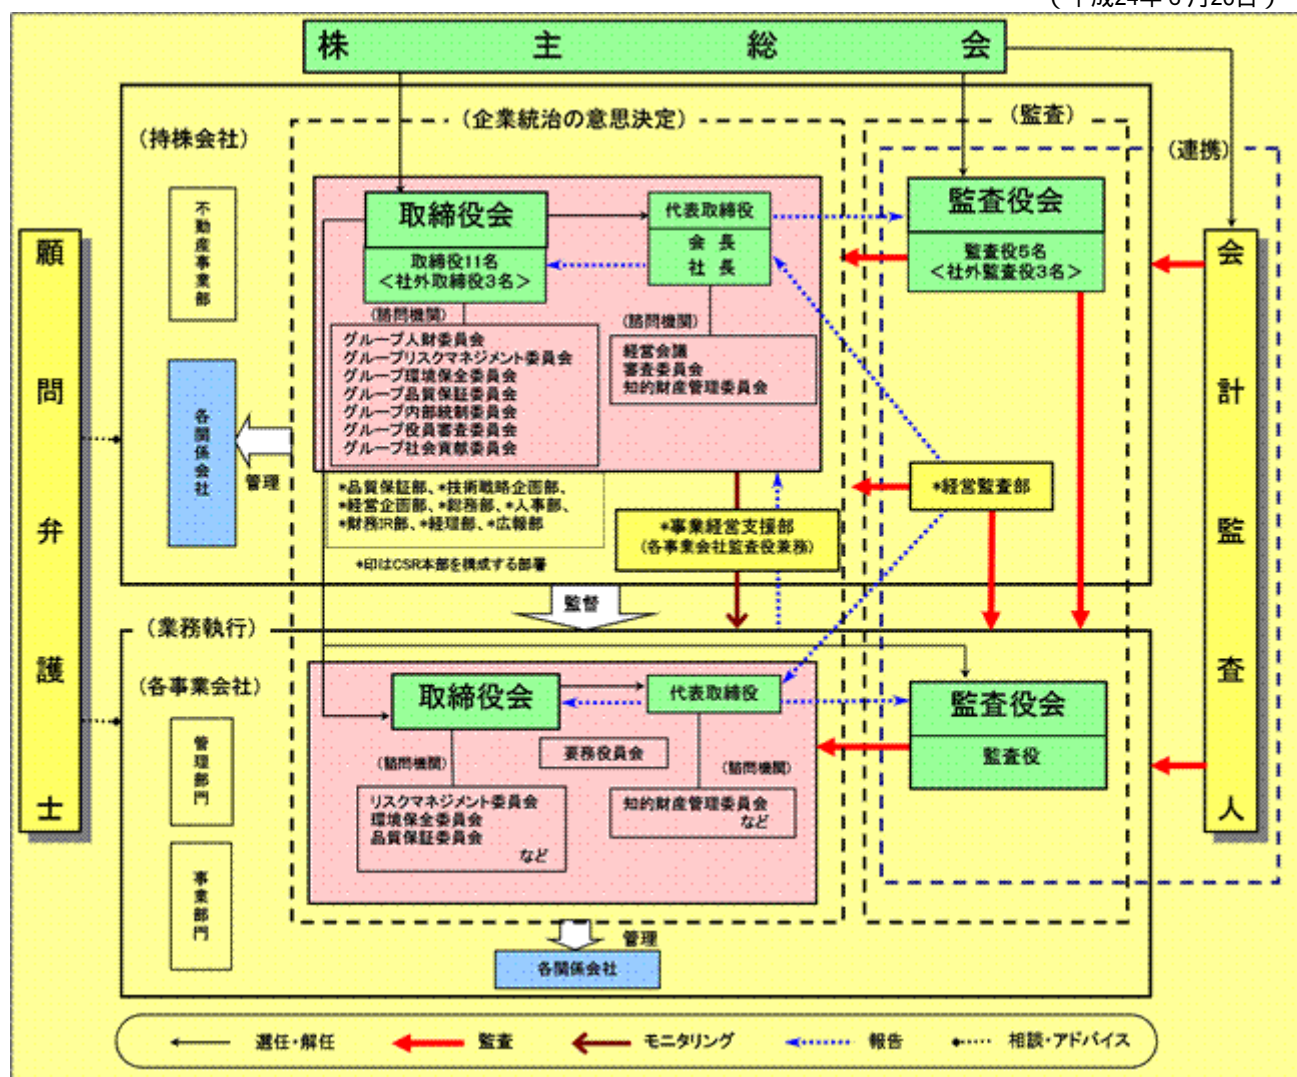 株主総会
(企業統治の意思決定)
(監査)
(持株会社)
(連携)
不動産事業部
取締役会
取締役11名
<社外取締役3名>
代表取締役
会 長
社 長
監査役会
監査役5名
<社外監査役3名>
顧問弁護士
会計監査人
(諮問機関)
グループ人財委員会
グループリスクマネジメント委員会
グループ環境保全委員会
グループ品質保証委員会
グループ内部統制委員会
グループ役員審査委員会
グループ社会貢献委員会
(諮問機関)
経営会議
審査委員会
知的財産管理委員会
各関係会社
管理
*品質保証部、*技術戦略企画部、
*経営企画部、*総務部、*人事部、
*財務IR部、*経理部、*広報部
*印はCSR本部を構成する部署
*事業経営支援部
(各事業会社監査役兼務)
*経営監査部
監督
(業務執行)
(各事業会社)
取締役会
代表取締役
監査役会
監査役
管理部門
事業部門
業務役員会
(諮問機関)
リスクマネジメント委員会
環境保全委員会
品質保証委員会
など
(諮問機関)
知的財産管理委員会
など
管理
各関係会社
選任・解任
監査
モニタリング
報告
相談・アドバイス